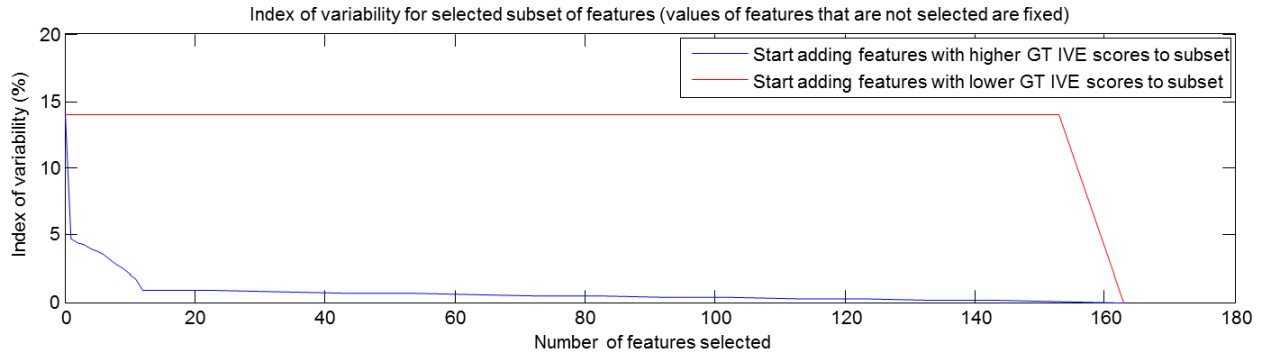 Index of variability for selected subset of features (values of features that are not selected are fixed)
20
15
10
5
0
Index of variability (%)
Start adding features with higher GT IVE scores to subset
Start adding features with lower GT IVE scores to subset
0 20 40 60 80 100 120 140 160 180
Number of features selected